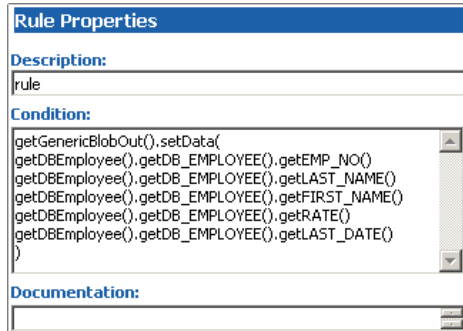 Rule Properties
Description:
rule
Condition:
getGenericBlobOut().setData(
getDBEmployee().getDB_EMPLOYEE().getEMP_NO()
getDBEmployee().getDB_EMPLOYEE().getLAST_NAME()
getDBEmployee().getDB_EMPLOYEE().getFIRST_NAME()
getDBEmployee().getDB_EMPLOYEE().getRATE()
getDBEmployee().getDB_EMPLOYEE().getLAST_DATE()
)
Documentation: